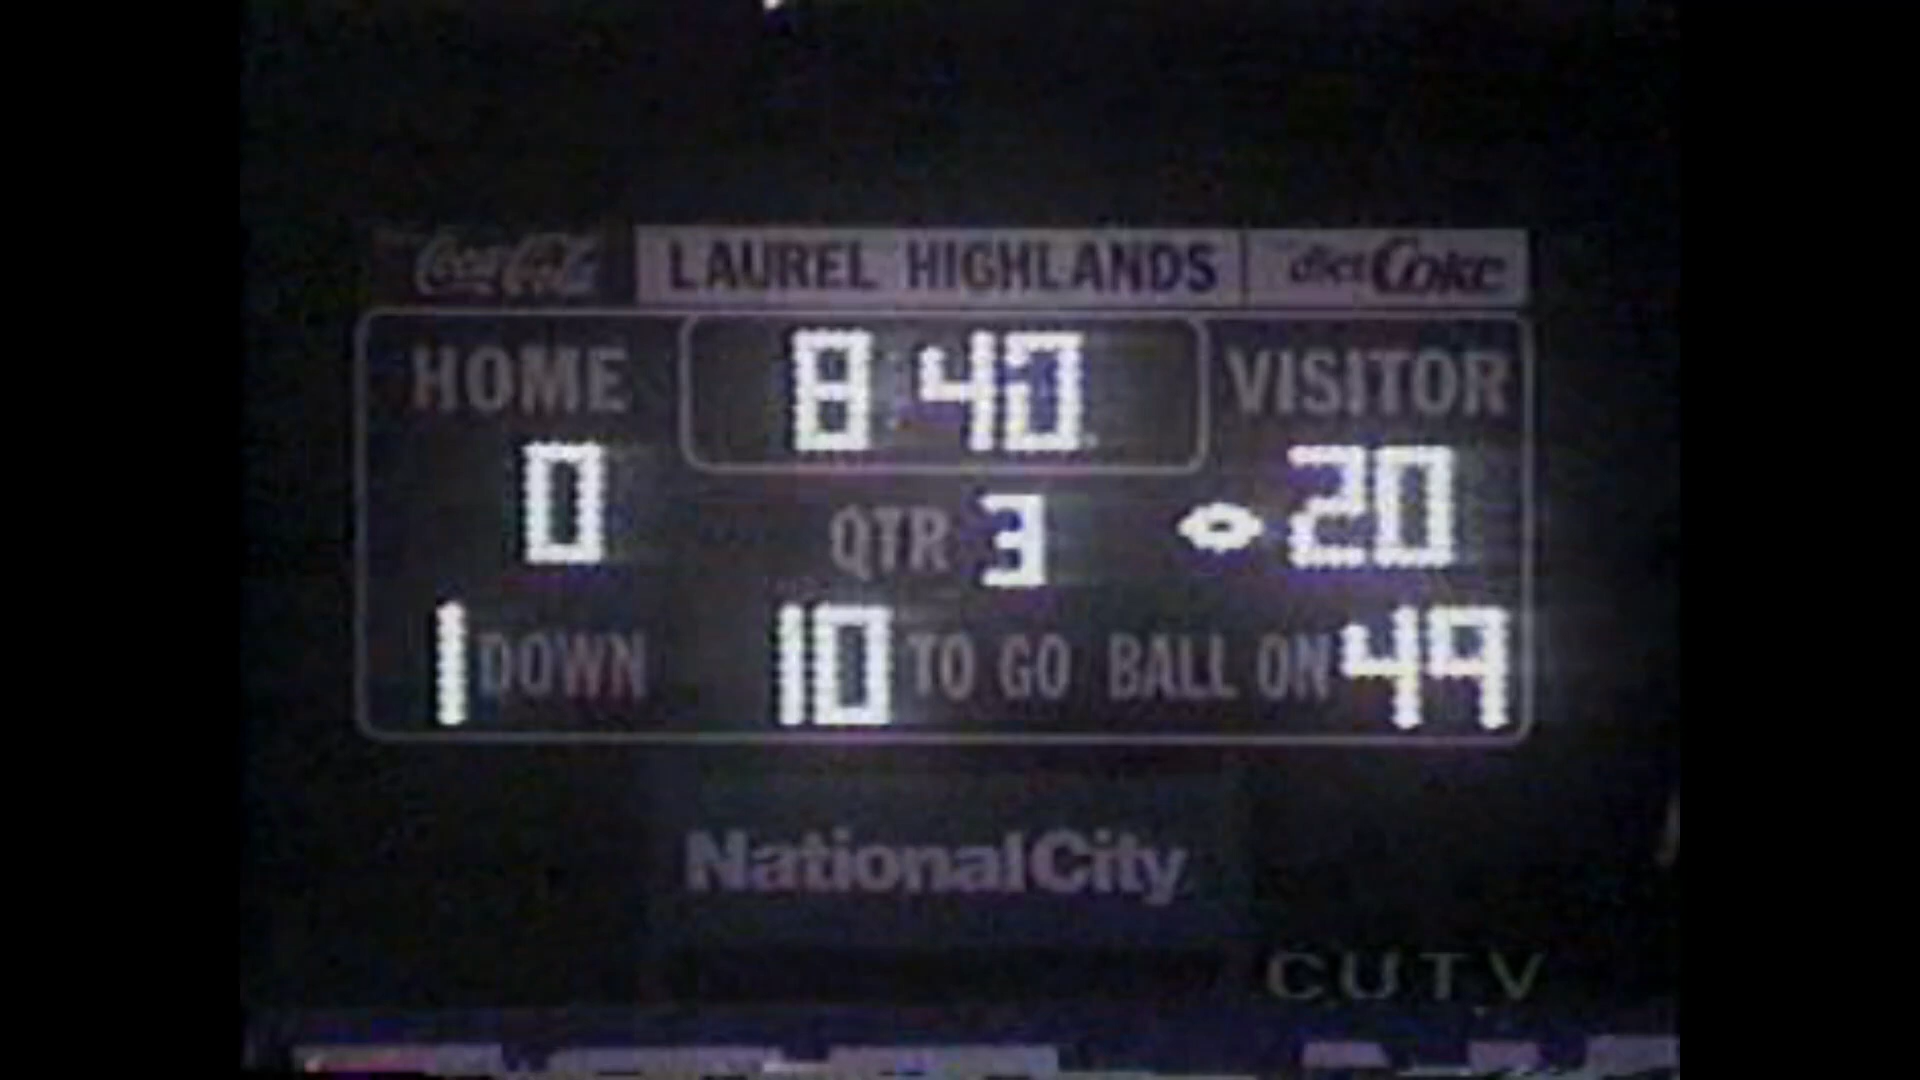 Coca-Cola LAUREL HIGHLANDS diet Coke
HOME 8:40 VISITOR
0 QTR 3 20
1 DOWN 10 TO GO BALL ON 49
NationalCity
CUTV